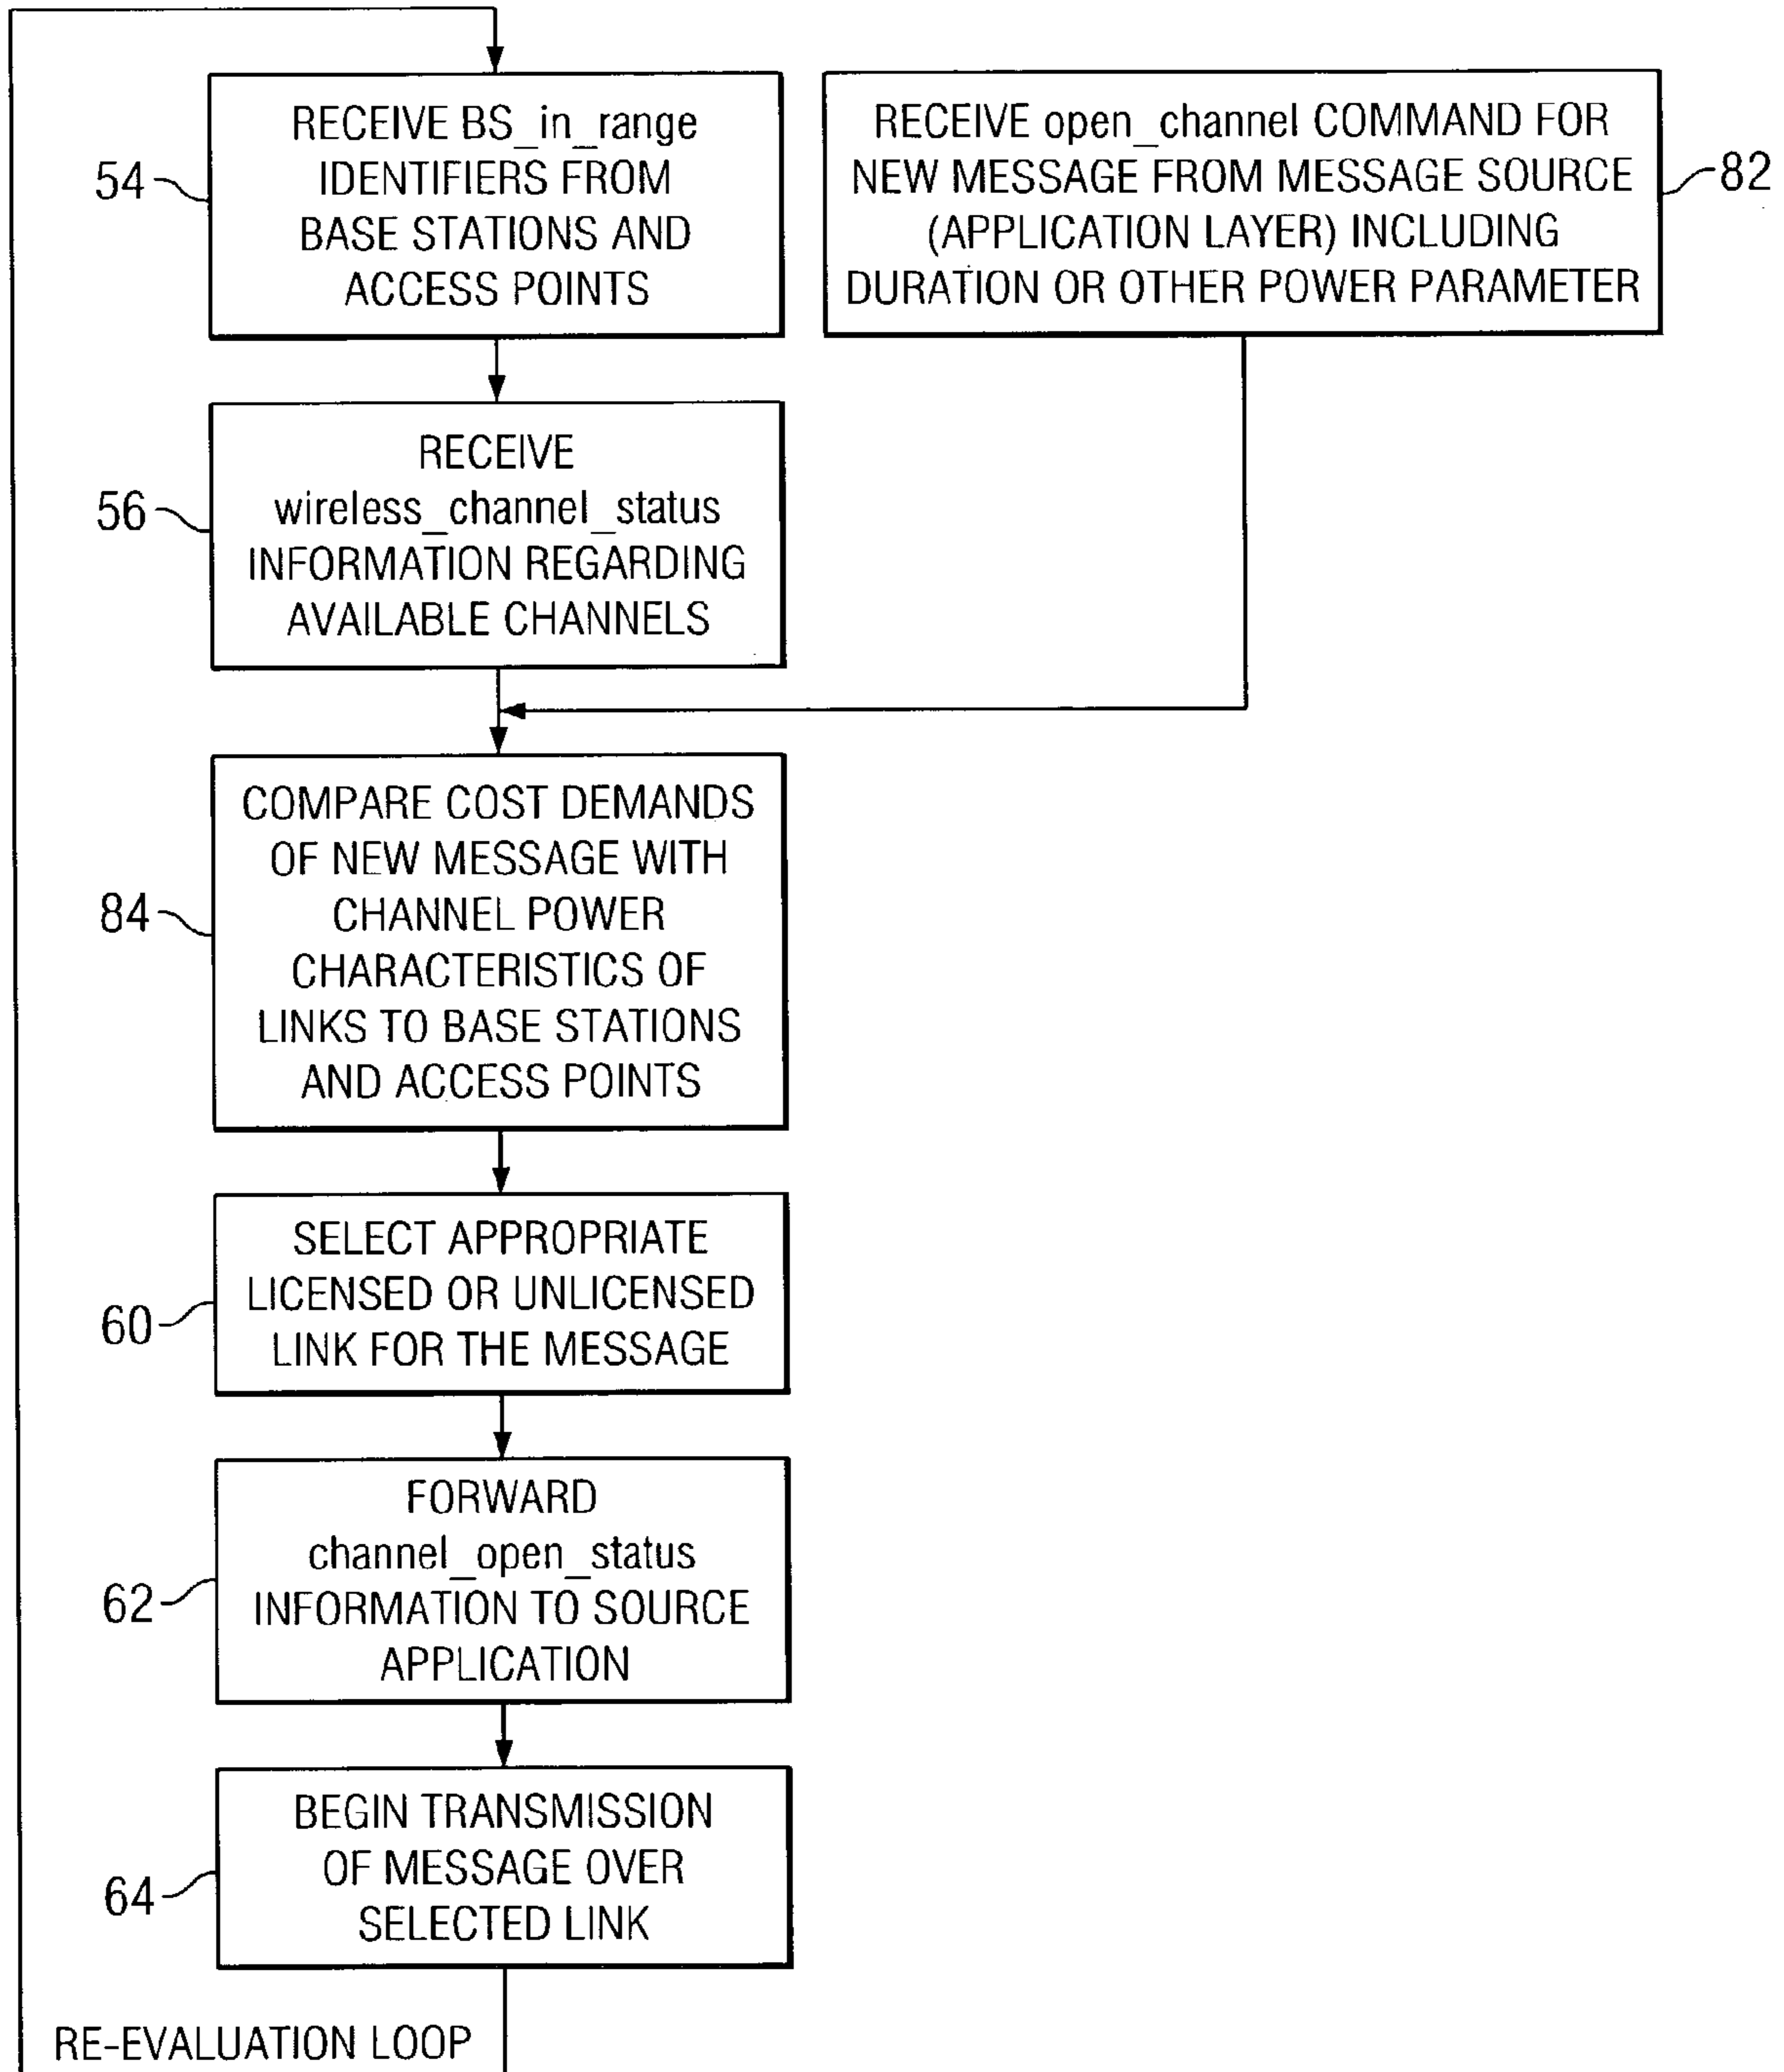 RECEIVE BS_in_range
IDENTIFIERS FROM
BASE STATIONS AND
ACCESS POINTS
54
RECEIVE open_channel COMMAND FOR
NEW MESSAGE FROM MESSAGE SOURCE
(APPLICATION LAYER) INCLUDING
DURATION OR OTHER POWER PARAMETER
82
RECEIVE
wireless_channel_status
INFORMATION REGARDING
AVAILABLE CHANNELS
56
COMPARE COST DEMANDS
OF NEW MESSAGE WITH
CHANNEL POWER
CHARACTERISTICS OF
LINKS TO BASE STATIONS
AND ACCESS POINTS
84
SELECT APPROPRIATE
LICENSED OR UNLICENSED
LINK FOR THE MESSAGE
60
FORWARD
channel_open_status
INFORMATION TO SOURCE
APPLICATION
62
BEGIN TRANSMISSION
OF MESSAGE OVER
SELECTED LINK
64
RE-EVALUATION LOOP